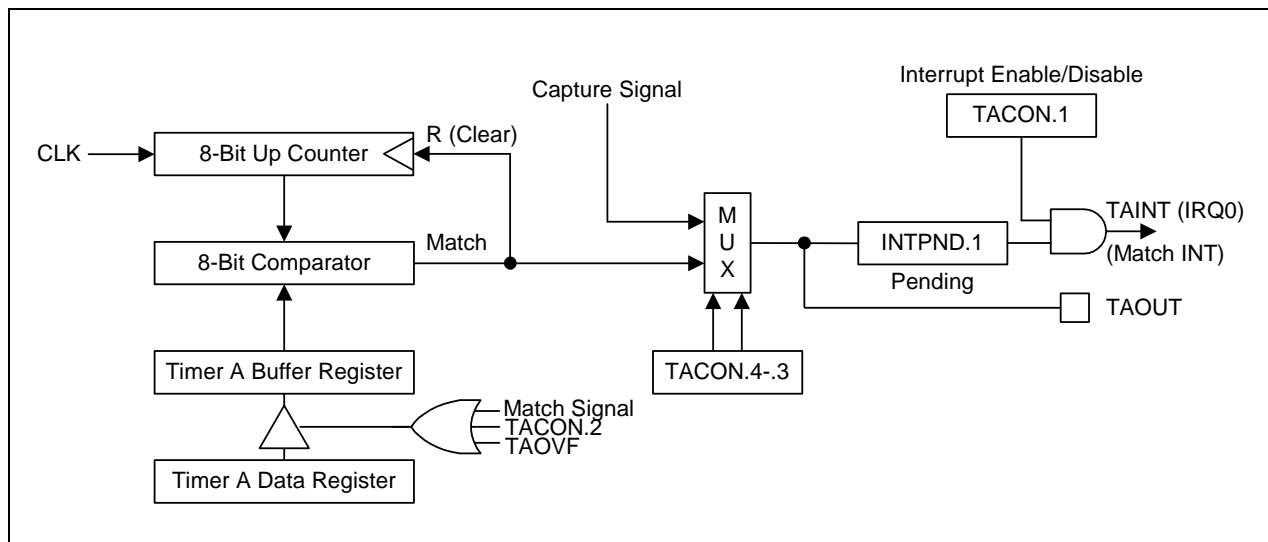 Interrupt Enable/Disable
Capture Signal
TACON.1
R (Clear)
CLK
8-Bit Up Counter
M
U
X
TAINT (IRQ0)
Match
INTPND.1
8-Bit Comparator
(Match INT)
Pending
TAOUT
Timer A Buffer Register
TACON.4-.3
Match Signal
TACON.2
TAOVF
Timer A Data Register